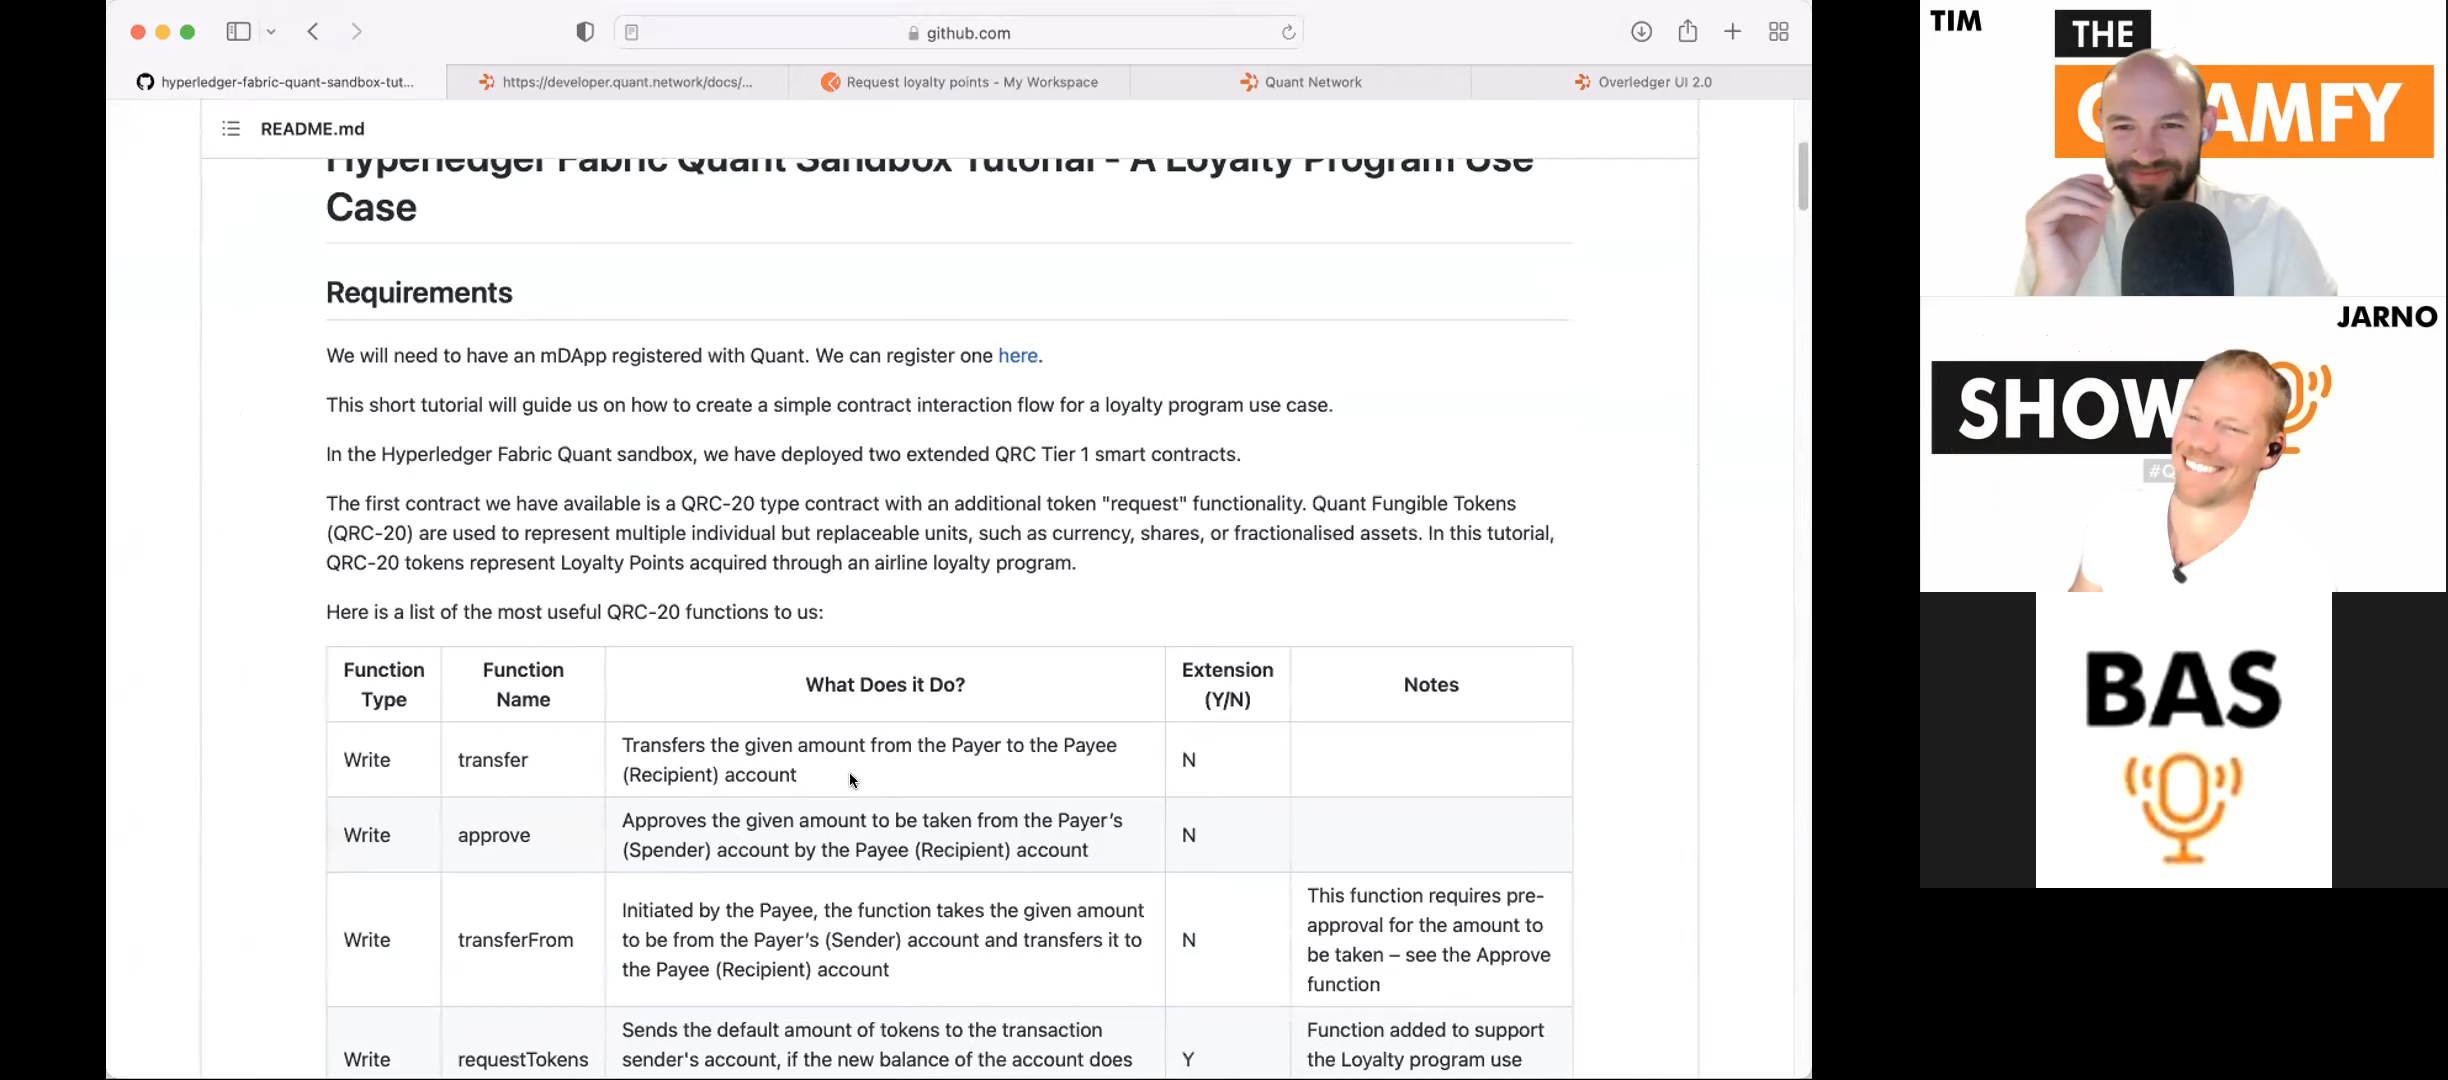 github.com
hyperledger-fabric-quant-sandbox-tut...
https://developer.quant.network/docs/...
Request loyalty points - My Workspace
Quant Network
Overledger UI 2.0
README.md
Hyperledger Fabric Quant Sandbox Tutorial - A Loyalty Program Use
Case
Requirements
We will need to have an mDApp registered with Quant. We can register one here.
This short tutorial will guide us on how to create a simple contract interaction flow for a loyalty program use case.
In the Hyperledger Fabric Quant sandbox, we have deployed two extended QRC Tier 1 smart contracts.
The first contract we have available is a QRC-20 type contract with an additional token "request" functionality. Quant Fungible Tokens
(QRC-20) are used to represent multiple individual but replaceable units, such as currency, shares, or fractionalised assets. In this tutorial,
QRC-20 tokens represent Loyalty Points acquired through an airline loyalty program.
Here is a list of the most useful QRC-20 functions to us:
Function
Type
Function
Name
What Does it Do?
Extension
(Y/N)
Notes
Write
transfer
Transfers the given amount from the Payer to the Payee
(Recipient) account
N
Write
approve
Approves the given amount to be taken from the Payer's
(Spender) account by the Payee (Recipient) account
N
Write
transferFrom
Initiated by the Payee, the function takes the given amount
to be from the Payer's (Sender) account and transfers it to
the Payee (Recipient) account
N
This function requires pre-
approval for the amount to
be taken – see the Approve
function
Write
requestTokens
Sends the default amount of tokens to the transaction
sender's account, if the new balance of the account does
Y
Function added to support
the Loyalty program use
TIM
THE
JARNO
SHOW
BAS